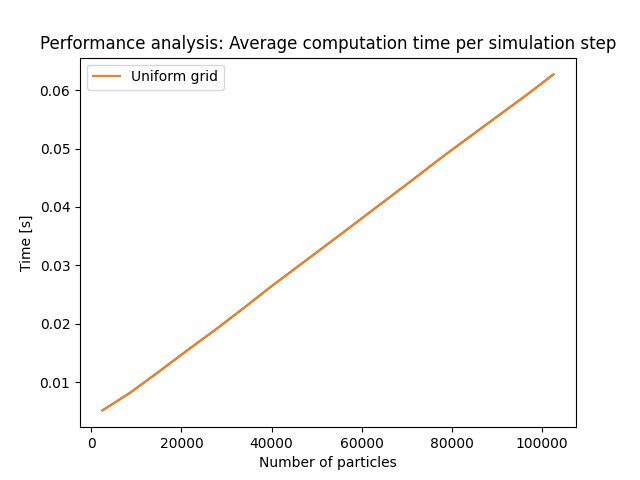 Performance analysis: Average computation time per simulation step
Uniform grid
0.06
0.05
0.04
0.03
0.02
0.01
Time [s]
0 20000 40000 60000 80000 100000
Number of particles